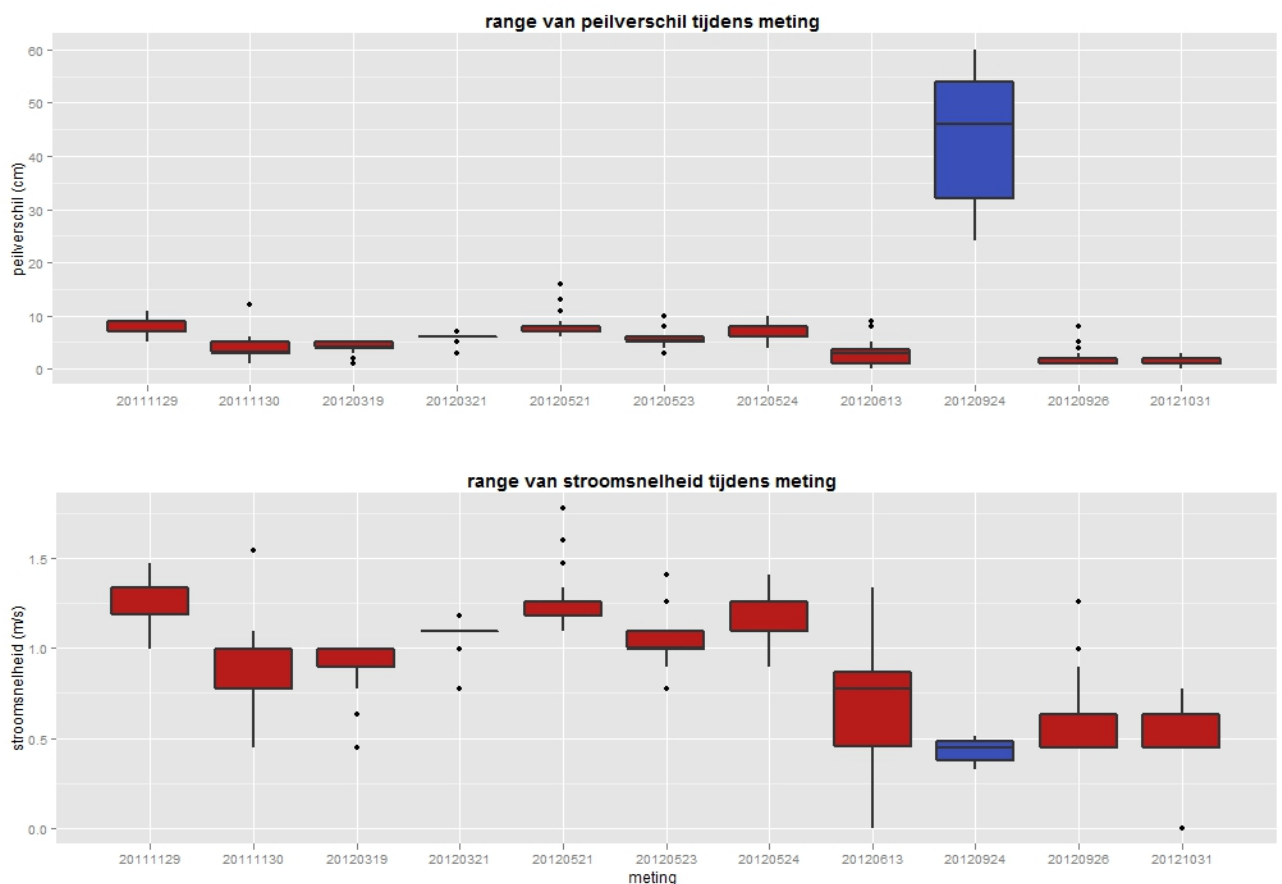 range van peilverschil tijdens meting
peilverschil (cm)
60
50
40
30
20
10
0
20111129 20111130 20120319 20120321 20120521 20120523 20120524 20120613 20120924 20120926 20121031
range van stroomsnelheid tijdens meting
stroomsnelheid (m/s)
1.5
1.0
0.5
0.0
20111129 20111130 20120319 20120321 20120521 20120523 20120524 20120613 20120924 20120926 20121031
meting